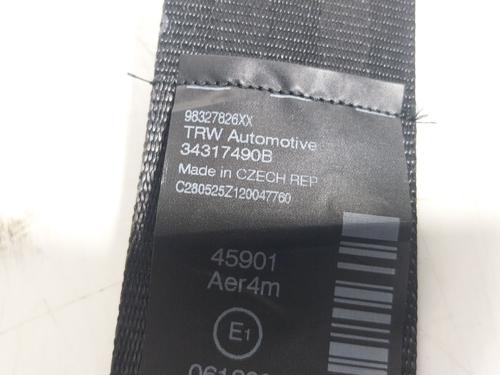 98327826XX
TRW Automotive
34317490B
Made in CZECH REP
C280525Z120047760
45901
Aer4m
E1